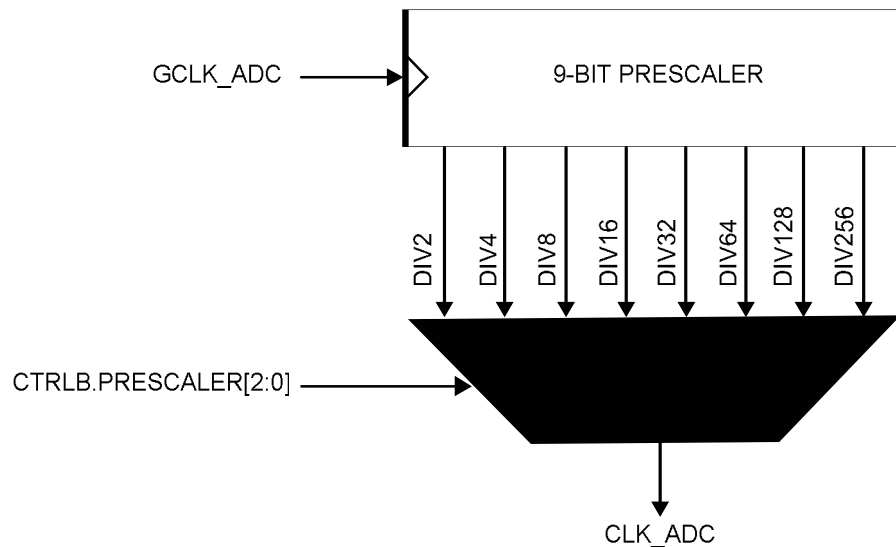 GCLK_ADC
9-BIT PRESCALER
DIV2
DIV4
DIV8
DIV16
DIV32
DIV64
DIV128
DIV256
CTRLB.PRESCALER[2:0]
CLK_ADC